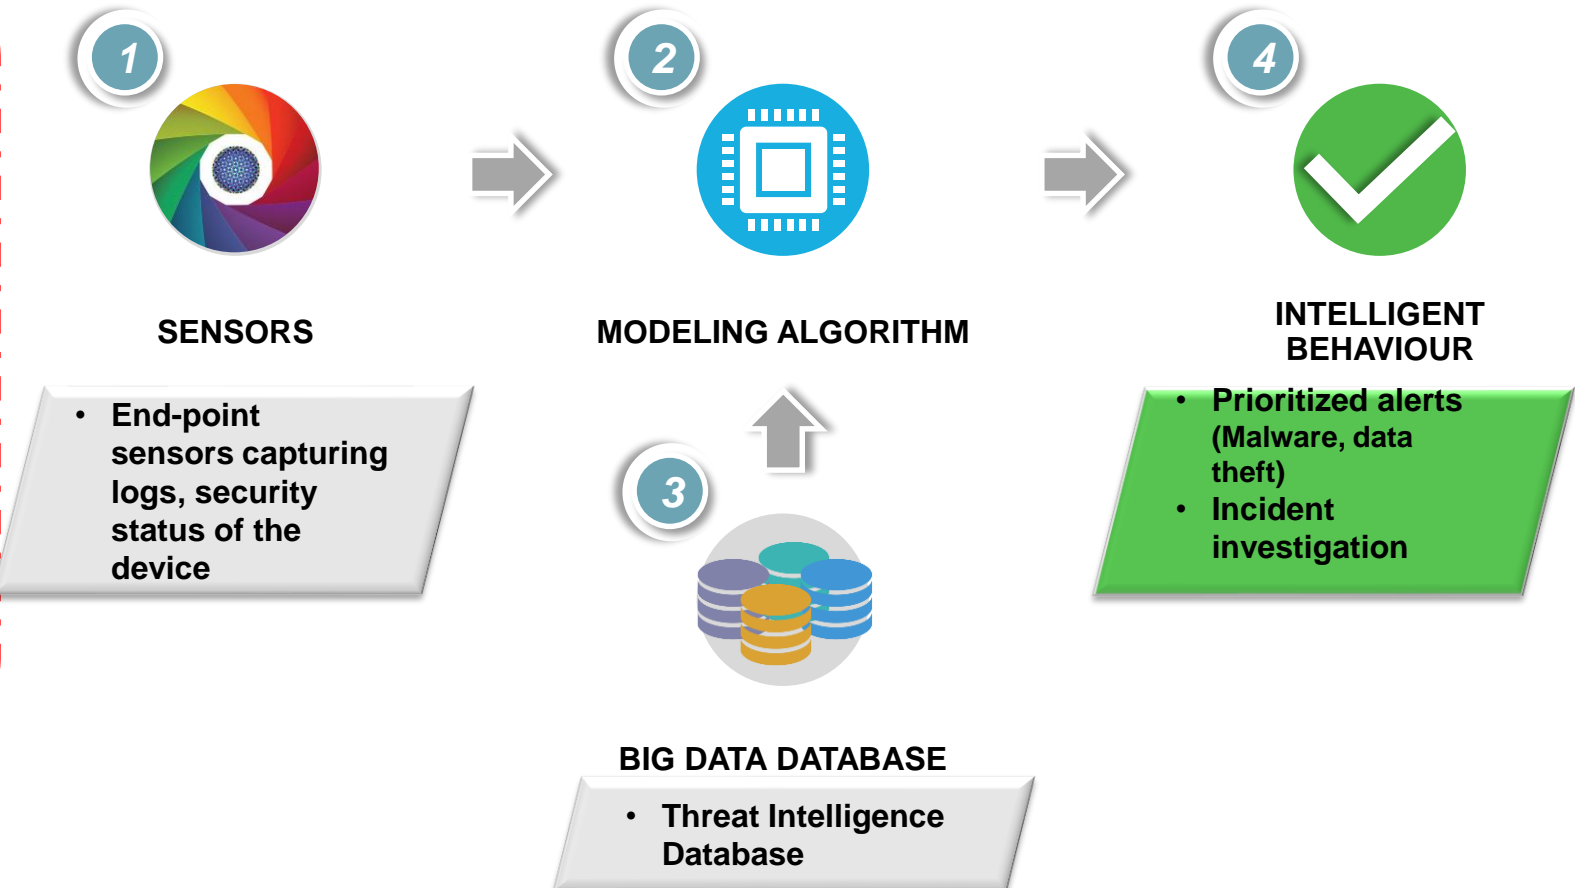 1
SENSORS
• End-point
sensors capturing
logs, security
status of the
device
2
MODELING ALGORITHM
3
BIG DATA DATABASE
• Threat Intelligence
Database
4
INTELLIGENT
BEHAVIOUR
• Prioritized alerts
(Malware, data
theft)
• Incident
investigation